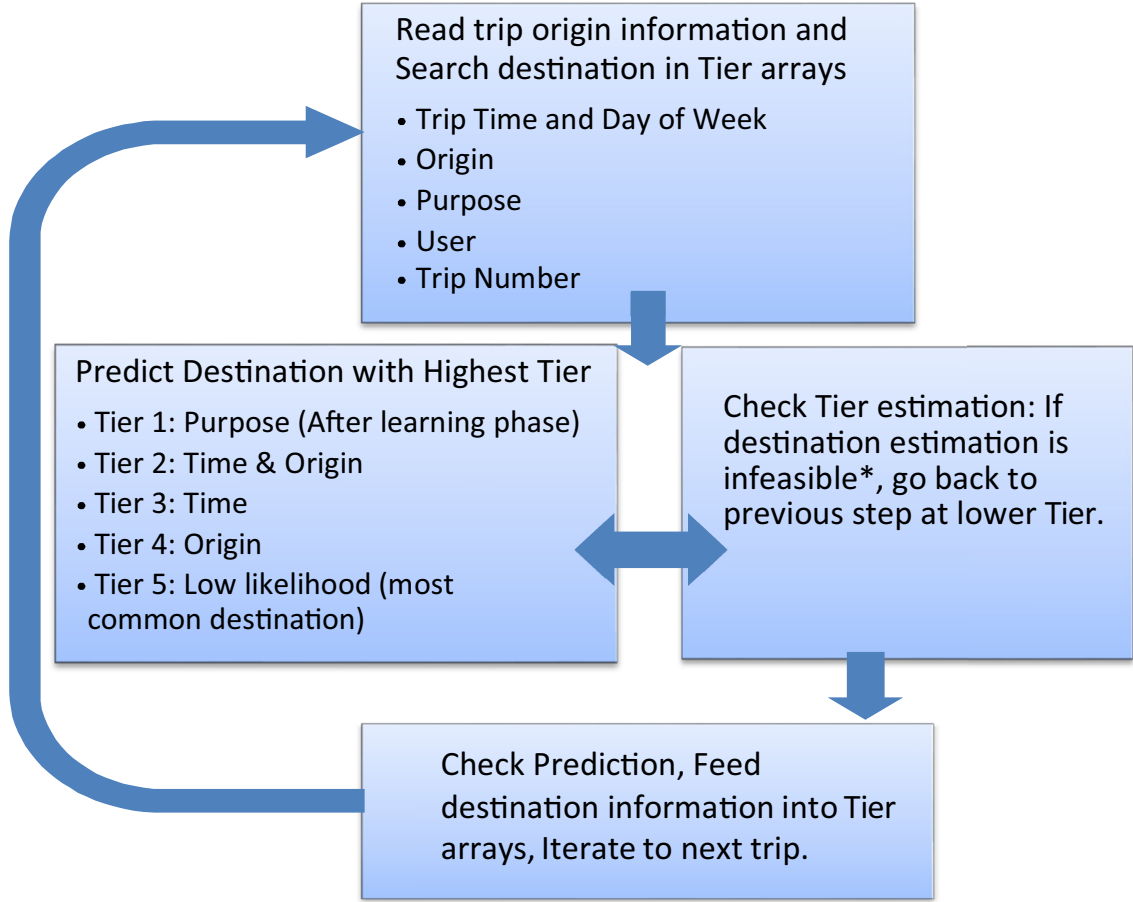 Read trip origin information and
Search destination in Tier arrays
• Trip Time and Day of Week
• Origin
• Purpose
• User
• Trip Number
Predict Destination with Highest Tier
• Tier 1: Purpose (After learning phase)
• Tier 2: Time & Origin
• Tier 3: Time
• Tier 4: Origin
• Tier 5: Low likelihood (most
common destination)
Check Tier estimation: If
destination estimation is
infeasible*, go back to
previous step at lower Tier.
Check Prediction, Feed
destination information into Tier
arrays, Iterate to next trip.